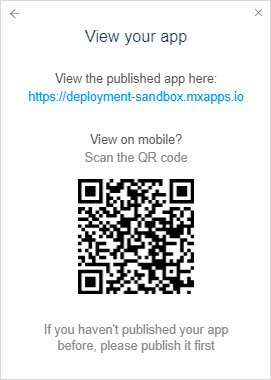 View your app
View the published app here:
https://deployment-sandbox.mxapps.io
View on mobile?
Scan the QR code
If you haven't published your app
before, please publish it first